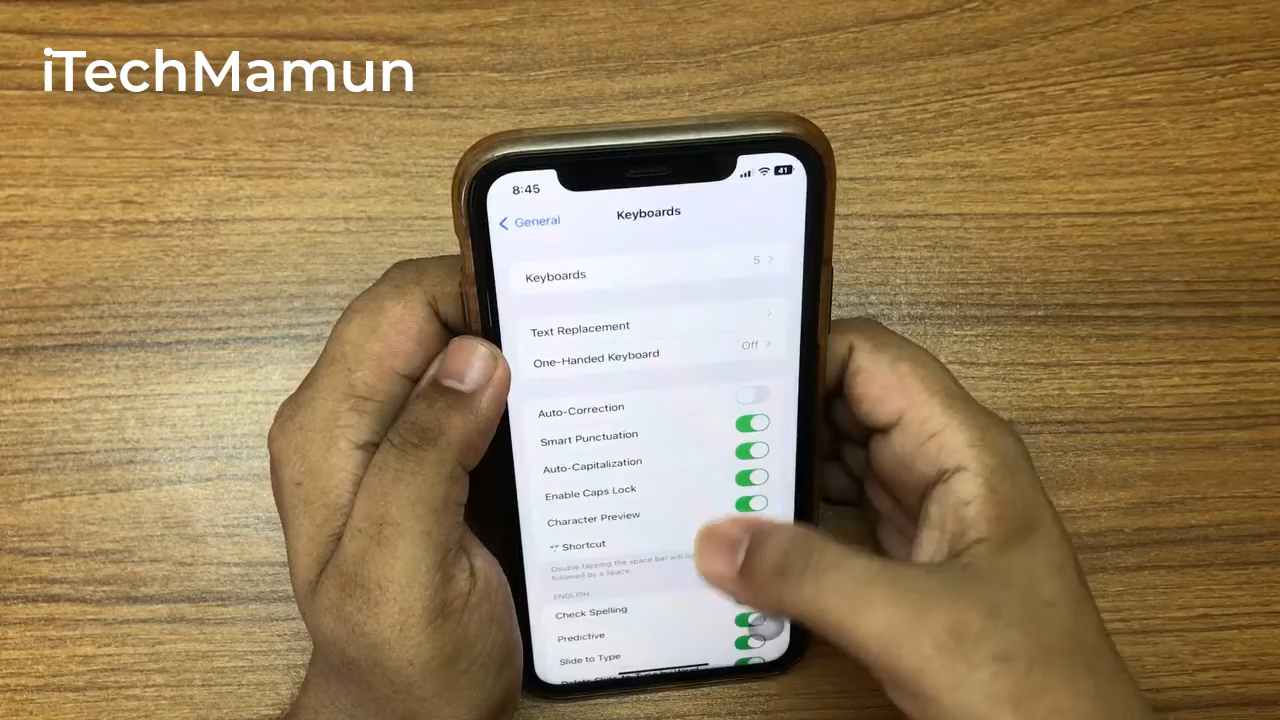 iTechMamun
8:45
41
General
Keyboards
Keyboards 5
Text Replacement
One-Handed Keyboard Off
Auto-Correction
Smart Punctuation
Auto-Capitalization
Enable Caps Lock
Character Preview
"." Shortcut
Double tapping the space bar will
followed by a space.
ENGLISH
Check Spelling
Predictive
Slide to Type